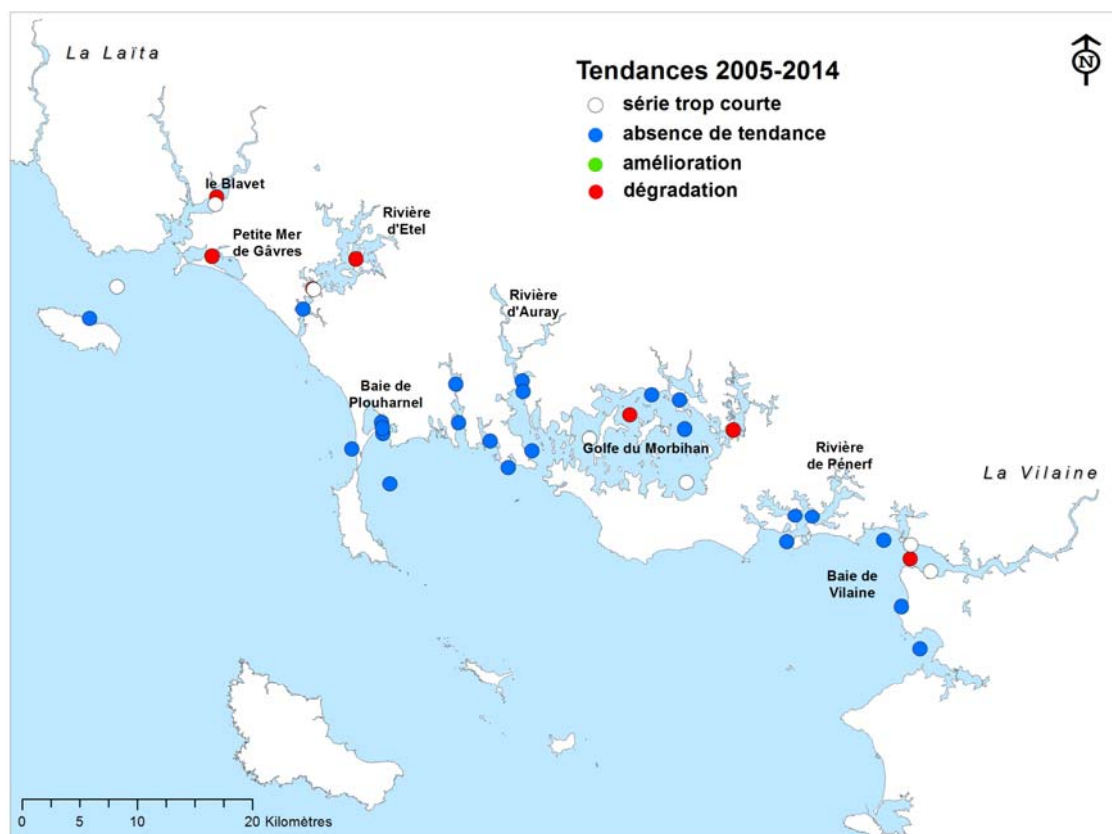 La Laïta
N
Tendances 2005-2014
série trop courte
absence de tendance
amélioration
dégradation
le Blavet
Rivière
d'Etel
Petite Mer
de Gâvres
Rivière
d'Auray
Baie de
Plouharnel
Golfe du Morbihan
Rivière
de Pénerf
La Vilaine
Baie de
Vilaine
0 5 10 20 Kilomètres